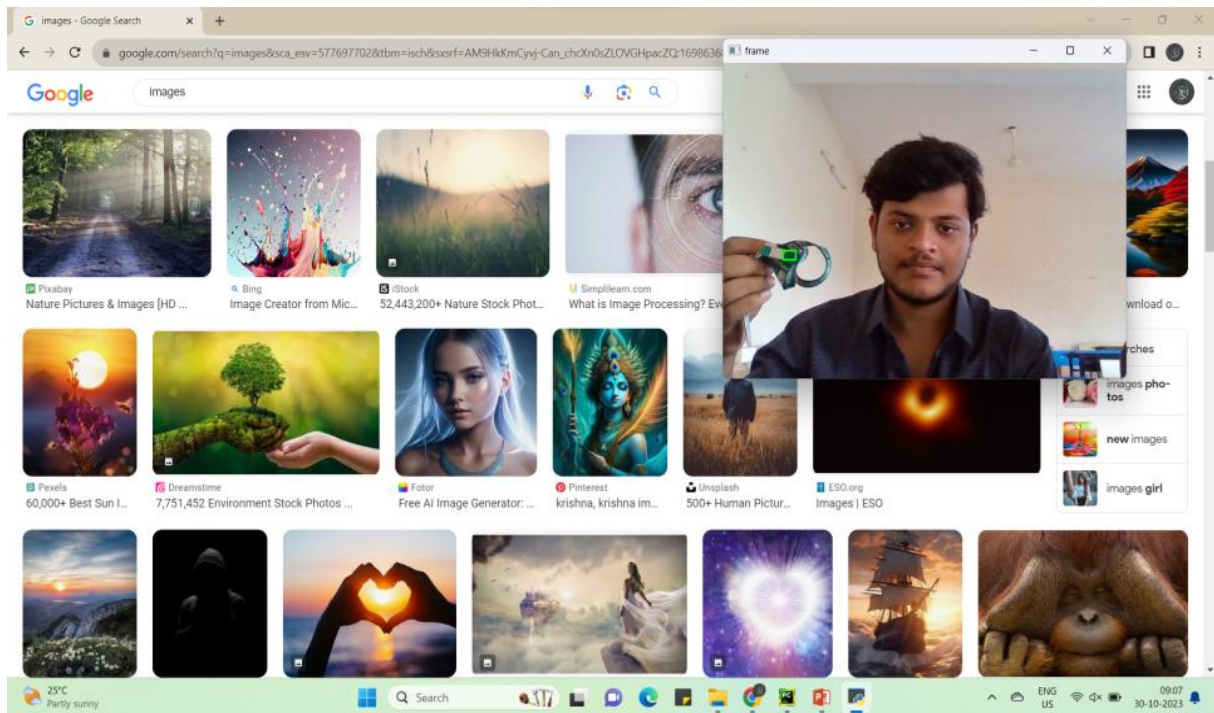 images - Google Search
google.com/search?q=images&sca_esv=577697702&tbm=isch&sxsrf=AM9HkKmCyvj-Can_chcXn0sZLOVGHpacZQ:1698636
frame
Google
images
Pixabay
Nature Pictures & Images [HD ...
Bing
Image Creator from Mic...
iStock
52,443,200+ Nature Stock Phot...
Simplilearn.com
What is Image Processing? Ev
wnload o...
rches
images pho-
tos
new images
images girl
Pexels
60,000+ Best Sun I...
Dreamstime
7,751,452 Environment Stock Photos ...
Fotor
Free AI Image Generator: ...
Pinterest
krishna, krishna im...
Unsplash
500+ Human Pictur...
ESO.org
Images | ESO
25°C
Partly sunny
Search
ENG
US
09:07
30-10-2023